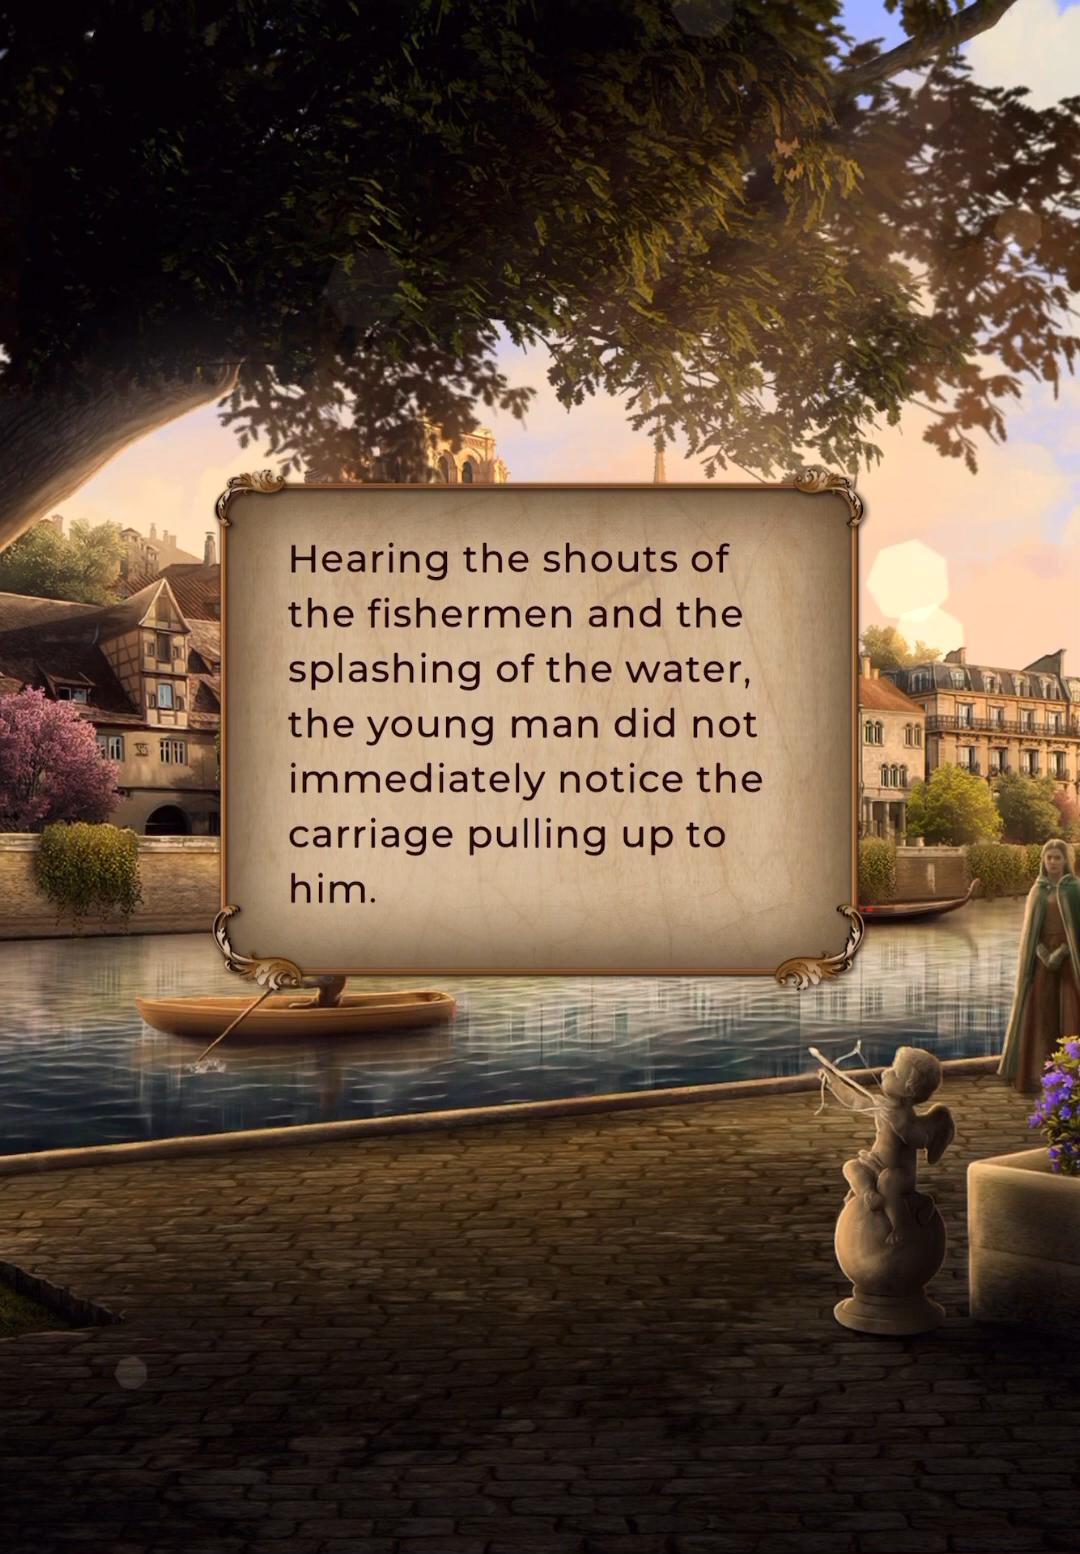 Hearing the shouts of
the fishermen and the
splashing of the water,
the young man did not
immediately notice the
carriage pulling up to
him.